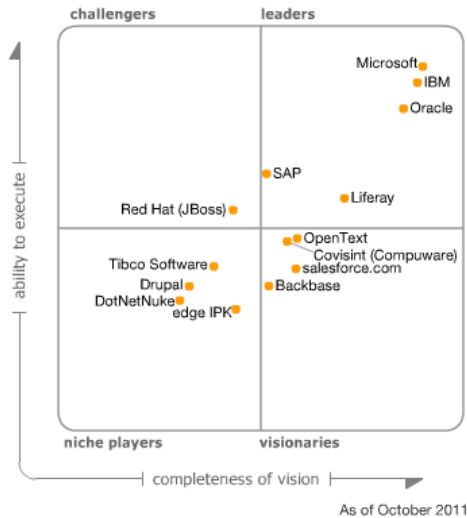 challengers
leaders
Microsoft
IBM
Oracle
SAP
Liferay
Red Hat (JBoss)
OpenText
Covisint (Compuware)
Tibco Software
salesforce.com
Drupal
Backbase
DotNetNuke
edge IPK
ability to execute
niche players
visionaries
completeness of vision
As of October 2011